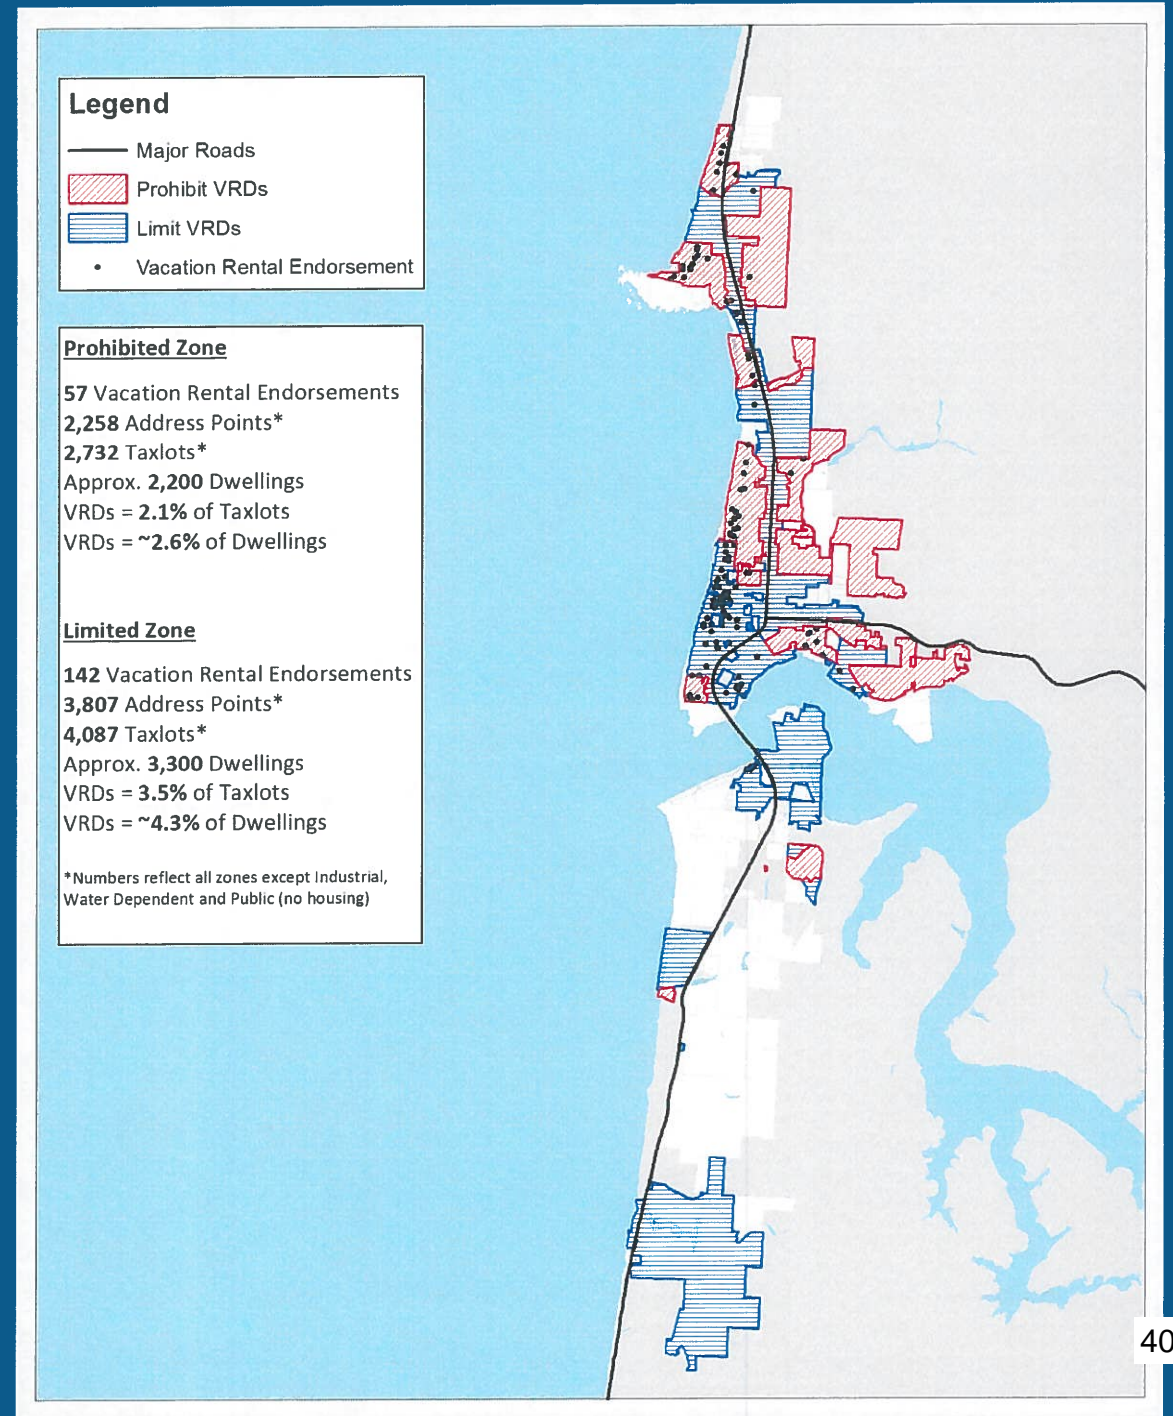 Legend
Major Roads
Prohibit VRDs
Limit VRDs
Vacation Rental Endorsement
Prohibited Zone
57 Vacation Rental Endorsements
2,258 Address Points*
2,732 Taxlots*
Approx. 2,200 Dwellings
VRDs = 2.1% of Taxlots
VRDs = ~2.6% of Dwellings
Limited Zone
142 Vacation Rental Endorsements
3,807 Address Points*
4,087 Taxlots*
Approx. 3,300 Dwellings
VRDs = 3.5% of Taxlots
VRDs = ~4.3% of Dwellings
*Numbers reflect all zones except Industrial,
Water Dependent and Public (no housing)
40